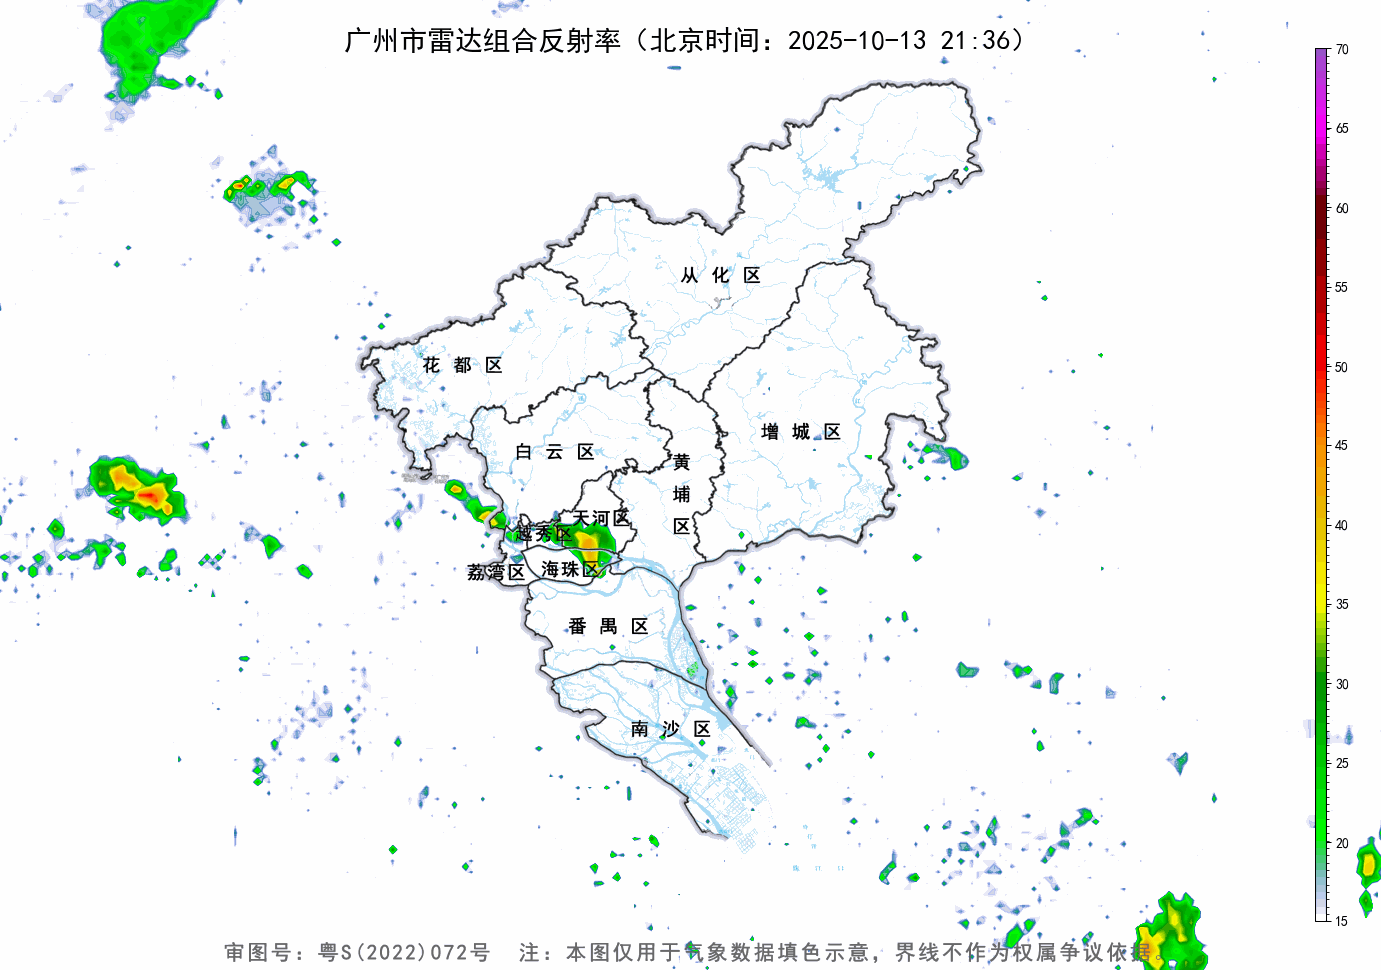 广州市雷达组合反射率（北京时间：2025-10-13 21:36）
70
65
60
55
50
45
40
35
30
25
20
15
从化区
花都区
增城区
白云区
黄埔区
天河区
越秀区
海珠区
荔湾区
番禺区
南沙区
审图号：粤S(2022)072号 注：本图仅用于气象数据填色示意，界线不作为权属争议依据。